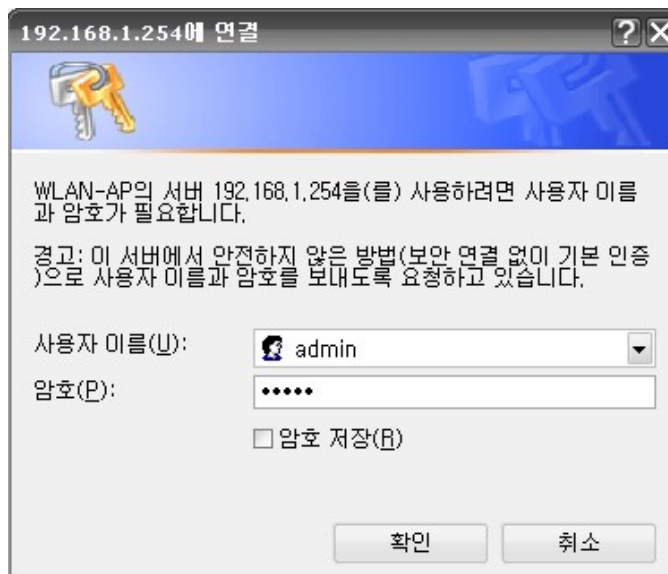 192.168.1.254에 연결
WLAN-AP의 서버 192.168.1.254을(를) 사용하려면 사용자 이름
과 암호가 필요합니다.
경고: 이 서버에서 안전하지 않은 방법(보안 연결 없이 기본 인증
)으로 사용자 이름과 암호를 보내도록 요청하고 있습니다.
사용자 이름(U):
admin
암호(P):
•••••
암호 저장(R)
확인
취소